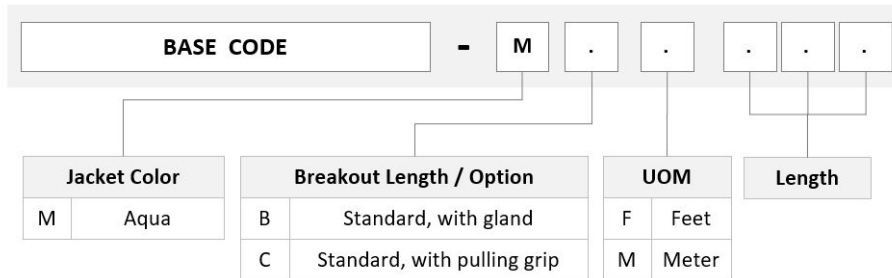 BASE CODE - M . . . . .
Jacket Color Breakout Length / Option UOM Length
M Aqua B Standard, with gland F Feet
C Standard, with pulling grip M Meter